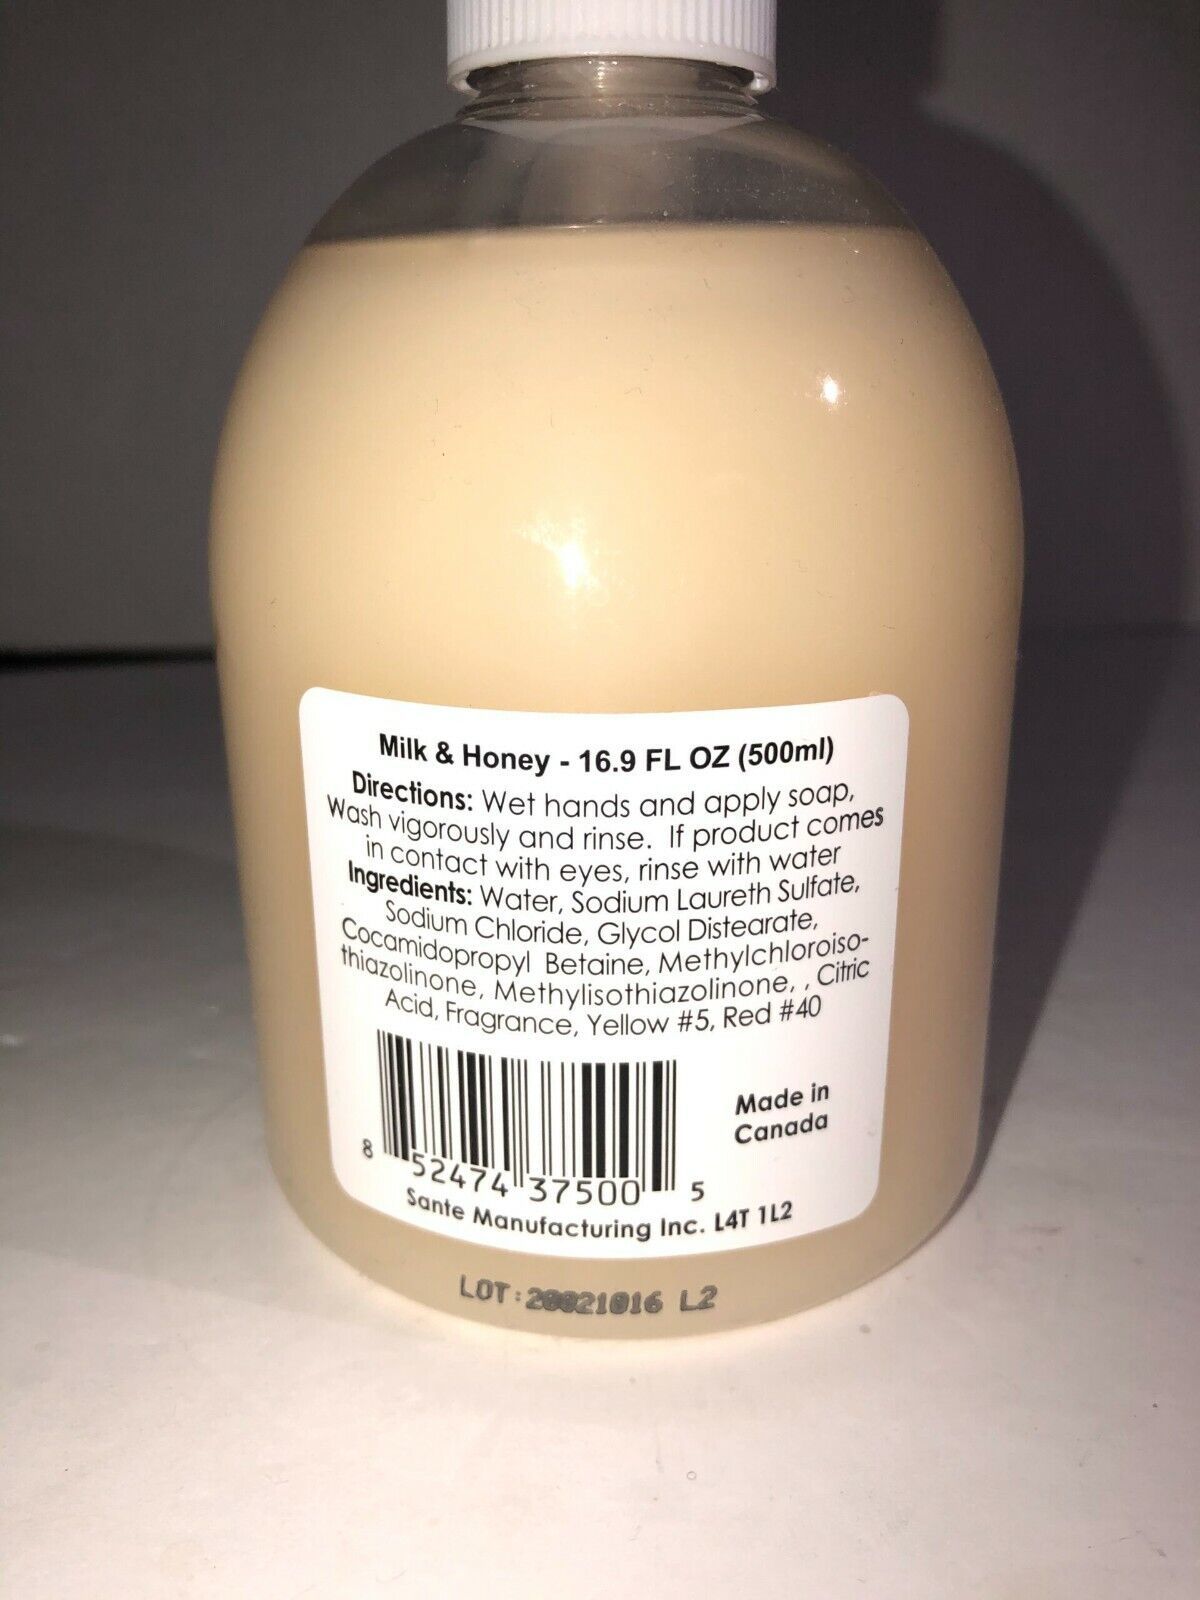 Milk & Honey - 16.9 FL OZ (500ml)
Directions: Wet hands and apply soap,
Wash vigorously and rinse. If product comes
in contact with eyes, rinse with water
Ingredients: Water, Sodium Laureth Sulfate,
Sodium Chloride, Glycol Distearate,
Cocamidopropyl Betaine, Methylchloroiso-
thiazolinone, Methylisothiazolinone, , Citric
Acid, Fragrance, Yellow #5, Red #40
Made in
Canada
8 52474 37500 5
Sante Manufacturing Inc. L4T 1L2
LOT: 20021016 L2